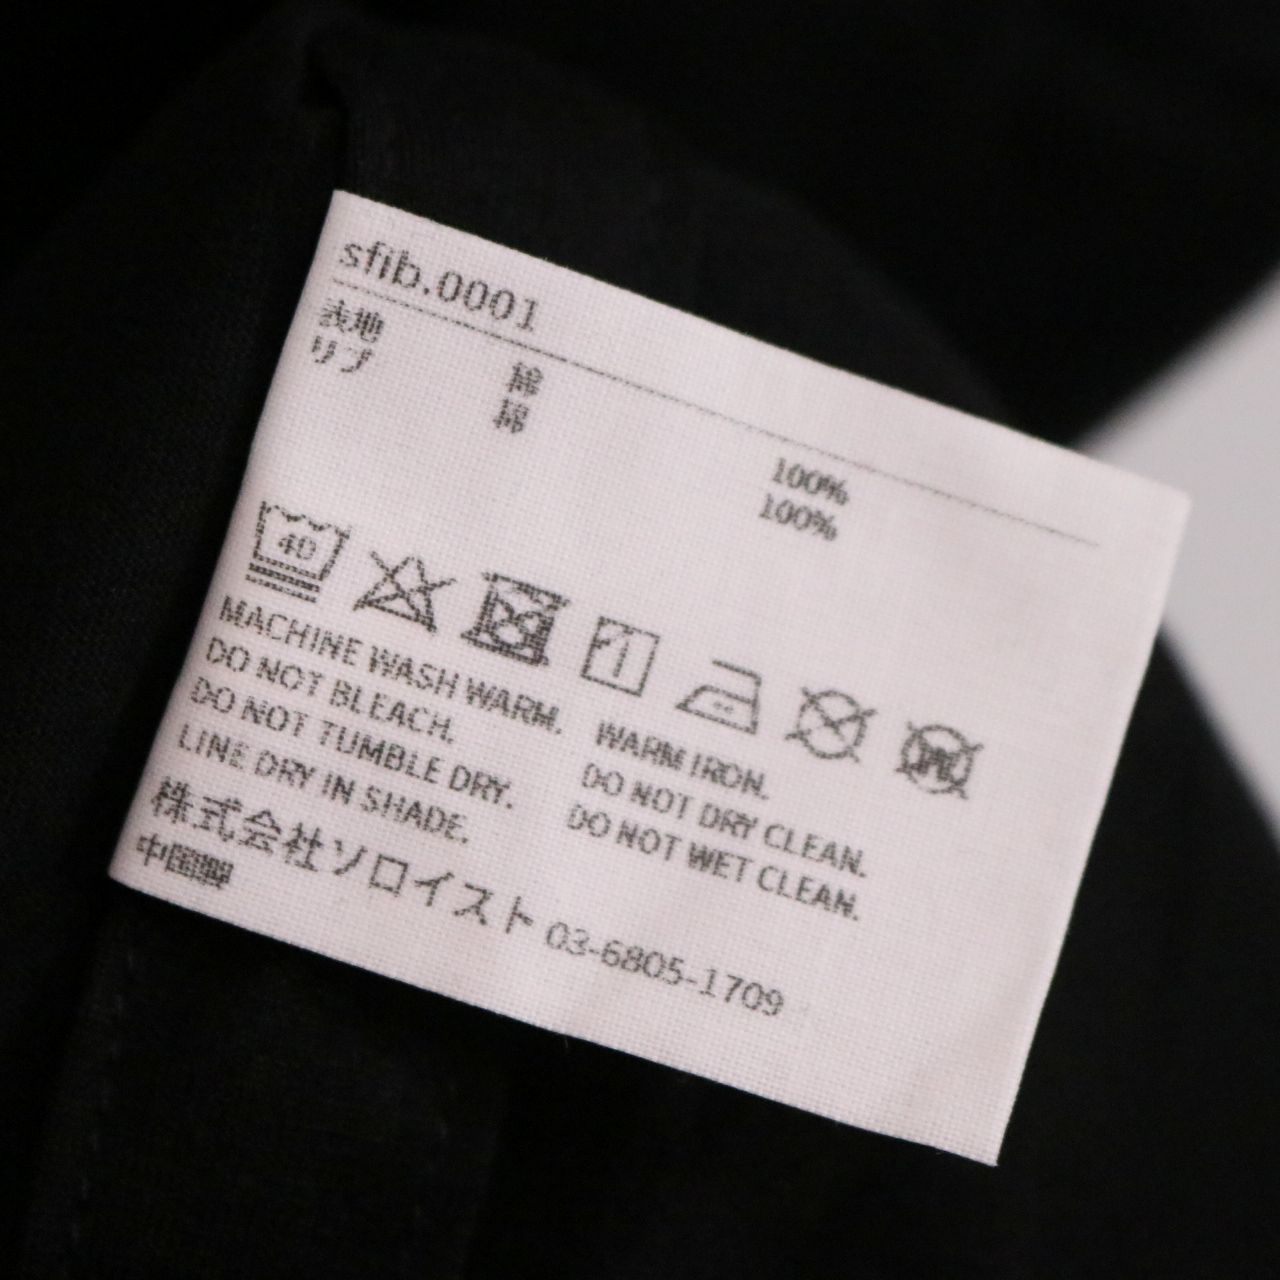 sfib.0001
表地 綿 100%
リブ 綿 100%
40
MACHINE WASH WARM.
DO NOT BLEACH.
DO NOT TUMBLE DRY.
LINE DRY IN SHADE.
WARM IRON.
DO NOT DRY CLEAN.
DO NOT WET CLEAN.
株式会社ソロイスト 03-6805-1709
中国製